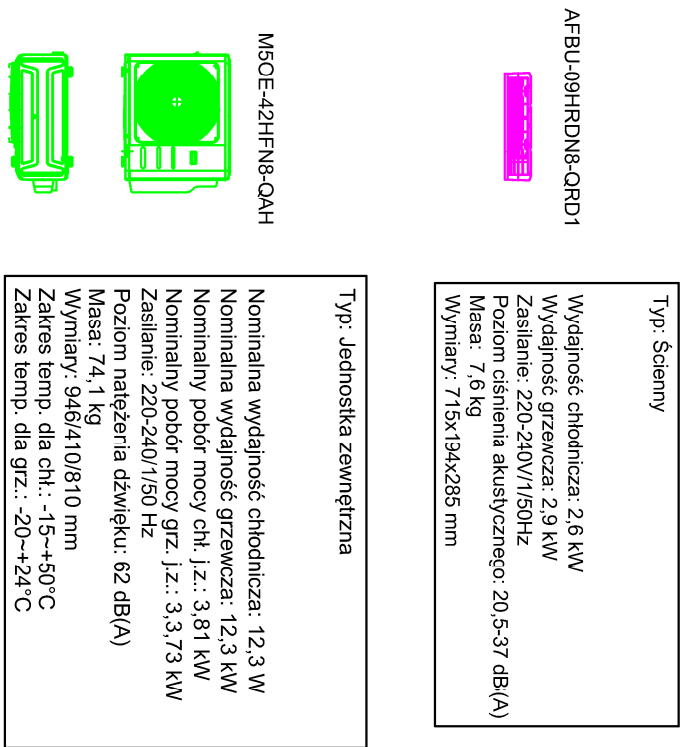 AFBU-09HRDN8-QRD1
Typ: Ścienny
Wydajność chłodnicza: 2,6 kW
Wydajność grzewcza: 2,9 kW
Zasilanie: 220-240V/1/50Hz
Poziom ciśnienia akustycznego: 20,5-37 dB(A)
Masa: 7,6 kg
Wymiary: 715x194x285 mm
M5OE-42HFN8-QAH
Typ: Jednostka zewnętrzna
Nominalna wydajność chłodnicza: 12,3 W
Nominalna wydajność grzewcza: 12,3 kW
Nominalny pobór mocy chł. j.z.: 3,81 kW
Nominalny pobór mocy grz. j.z.: 3,3,73 kW
Zasilanie: 220-240/1/50 Hz
Poziom natężenia dźwięku: 62 dB(A)
Masa: 74,1 kg
Wymiary: 946/410/810 mm
Zakres temp. dla chł.: -15~+50°C
Zakres temp. dla grz.: -20~+24°C